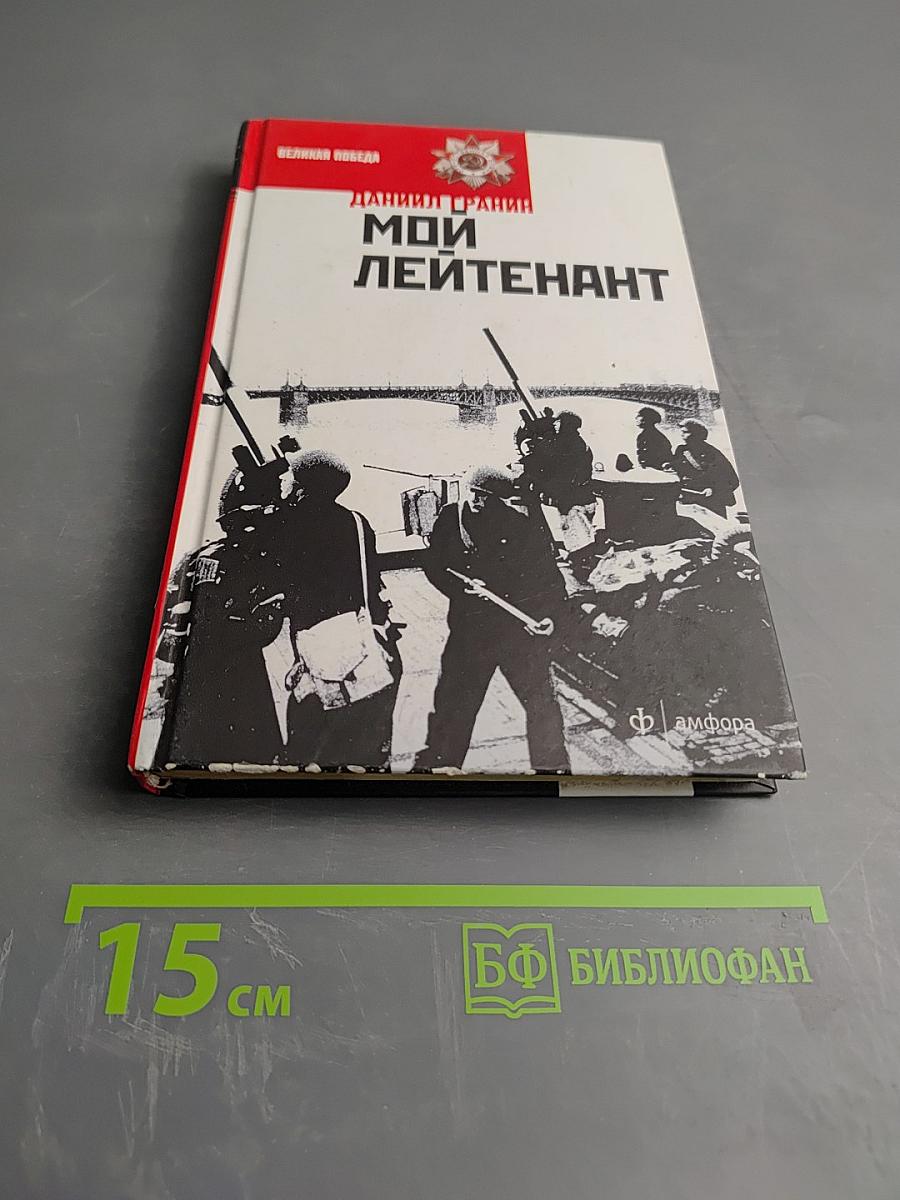 ВЕЛИКАЯ ПОБЕДА
ДАНИИЛ ГРАНИН
МОЙ
ЛЕЙТЕНАНТ
ф амфора
15 см
БФ БИБЛИОФАН